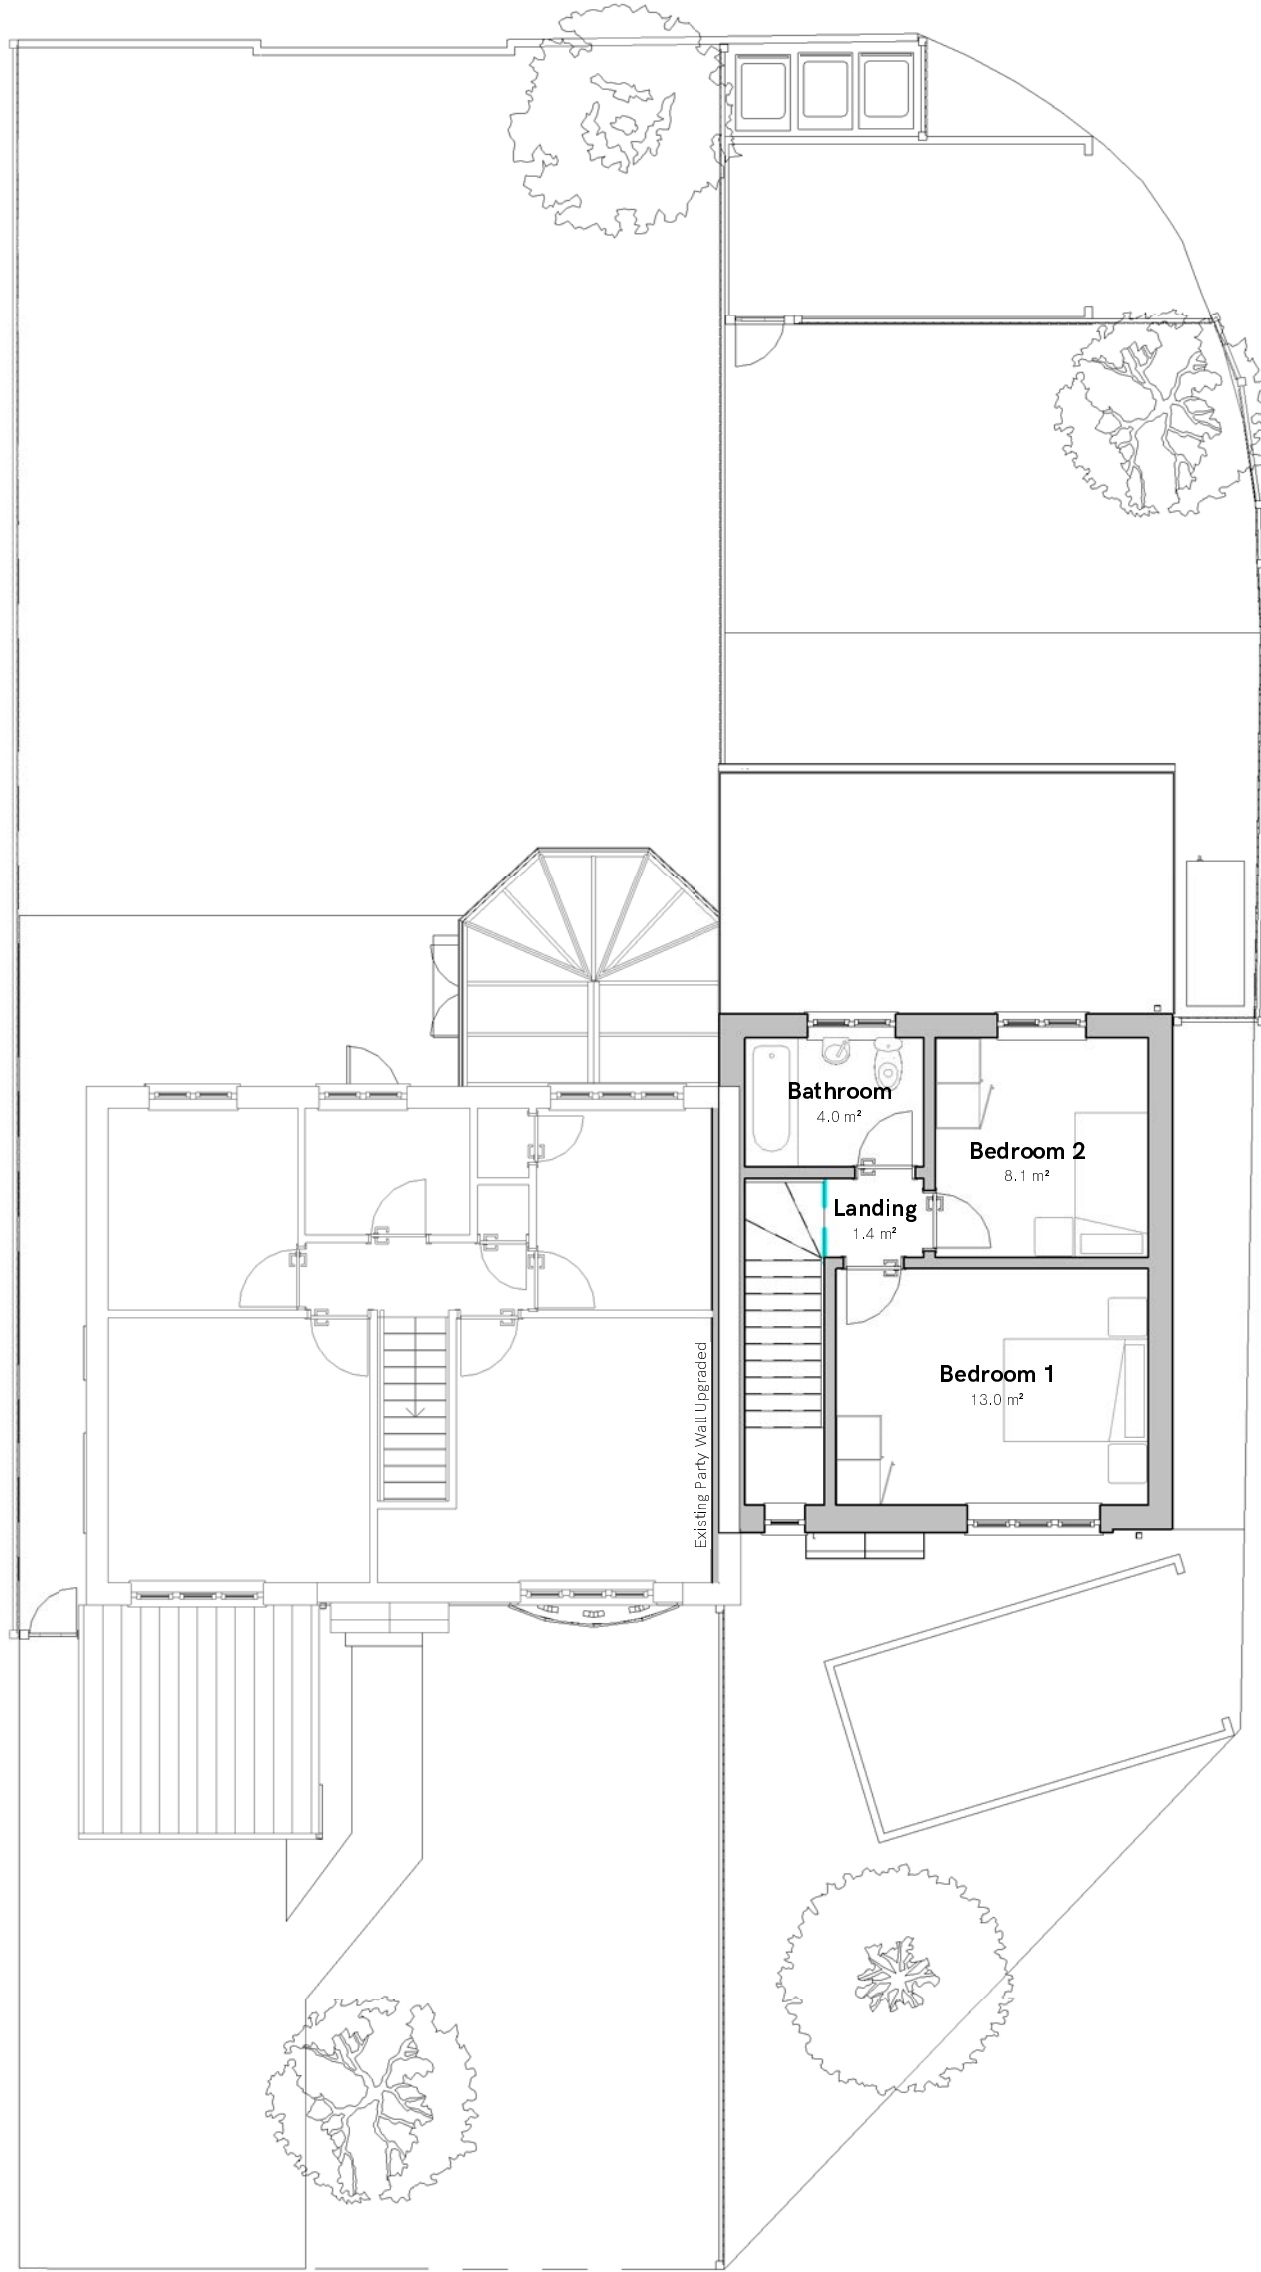 Bathroom
4.0 m²
Bedroom 2
8.1 m²
Landing
1.4 m²
Bedroom 1
13.0 m²
Existing Party Wall Upgraded